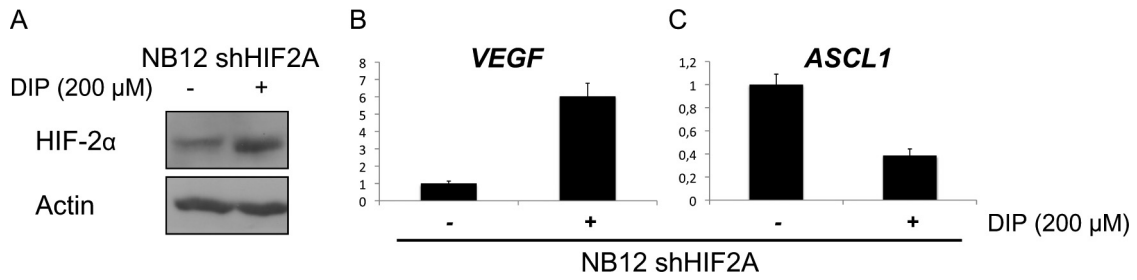 A
NB12 shHIF2A
DIP (200 µM)
- +
HIF-2α
Actin
B
VEGF
8
7
6
5
4
3
2
1
0
- +
C
ASCL1
1,2
1
0,8
0,6
0,4
0,2
0
- +
DIP (200 µM)
NB12 shHIF2A